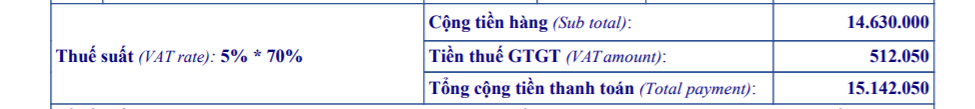 Cộng tiền hàng (Sub total): 14.630.000
Thuế suất (VAT rate): 5% * 70% Tiền thuế GTGT (VAT amount): 512.050
Tổng cộng tiền thanh toán (Total payment): 15.142.050